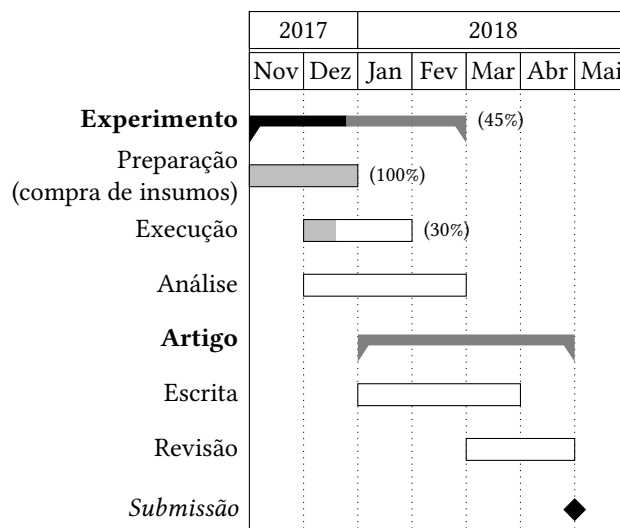 2017 2018
Nov Dez Jan Fev Mar Abr Mai
Experimento (45%)
Preparação
(compra de insumos) (100%)
Execução (30%)
Análise
Artigo
Escrita
Revisão
Submissão